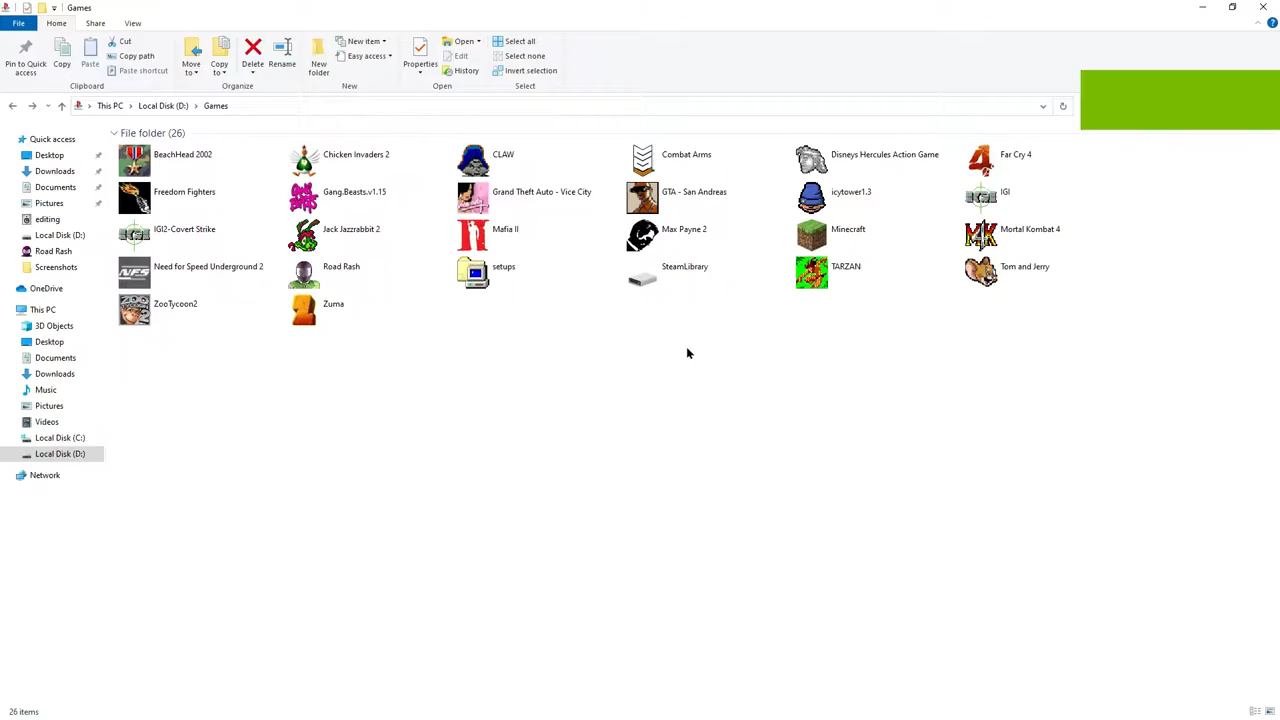 Games
File Home Share View
Pin to Quick access
Copy
Paste
Cut
Copy path
Paste shortcut
Clipboard
Move to
Copy to
Delete
Rename
Organize
New folder
New item
Easy access
New
Properties
Open
Edit
History
Open
Select all
Select none
Invert selection
Select
This PC > Local Disk (D:) > Games
Quick access
Desktop
Downloads
Documents
Pictures
editing
Local Disk (D:)
Road Rash
Screenshots
OneDrive
This PC
3D Objects
Desktop
Documents
Downloads
Music
Pictures
Videos
Local Disk (C:)
Local Disk (D:)
Network
File folder (26)
BeachHead 2002 Chicken Invaders 2 CLAW Combat Arms Disneys Hercules Action Game Far Cry 4
Freedom Fighters Gang.Beasts.v1.15 Grand Theft Auto - Vice City GTA - San Andreas icytower1.3 IGI
IGI2-Covert Strike Jack Jazzrabbit 2 Mafia II Max Payne 2 Minecraft Mortal Kombat 4
Need for Speed Underground 2 Road Rash setups SteamLibrary TARZAN Tom and Jerry
ZooTycoon2 Zuma
26 items